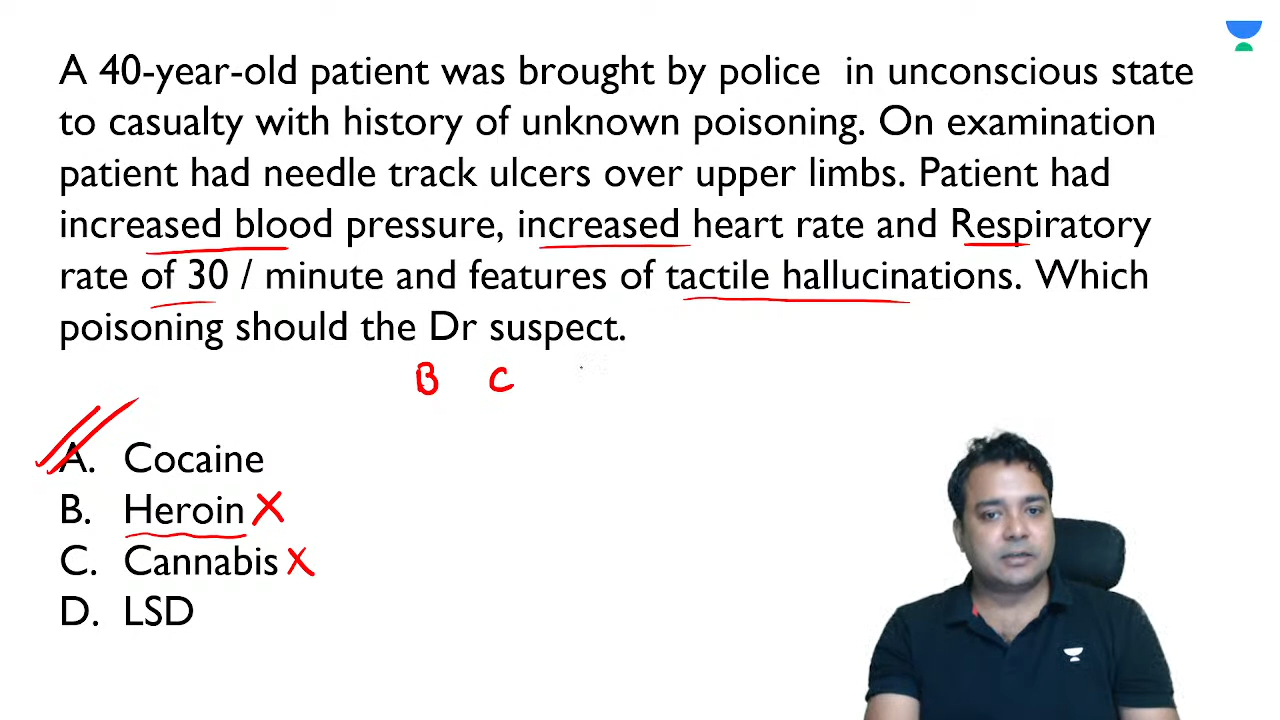 A 40-year-old patient was brought by police in unconscious state
to casualty with history of unknown poisoning. On examination
patient had needle track ulcers over upper limbs. Patient had
increased blood pressure, increased heart rate and Respiratory
rate of 30 / minute and features of tactile hallucinations. Which
poisoning should the Dr suspect.
B C
A. Cocaine
B. Heroin X
C. Cannabis X
D. LSD